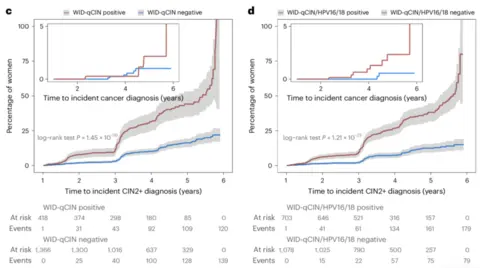 c
WID-qCIN positive WID-qCIN negative
5
0
0 2 4 6
Time to incident cancer diagnosis (years)
100
75
50
25
0
Percentage of women
log-rank test P = 1.45 ×
1 2 3 4 5 6
Time to incident CIN2+ diagnosis (years)
WID-qCIN positive
At risk 418 374 298 180 85 0
Events 1 21 43 92 109 120
WID-qCIN negative
At risk 1,366 1,300 1,016 637 329 0
Events 0 25 40 100 128 139
d
WID-qCIN/HPV16/18 positive WID-qCIN/HPV16/18 negative
5
0
0 2 4 6
Time to incident cancer diagnosis (years)
100
75
50
25
0
Percentage of women
log-rank test P = 1.21 ×
1 2 3 4 5 6
Time to incident CIN2+ diagnosis (years)
WID-qCIN/HPV16/18 positive
At risk 703 646 521 316 157 0
Events 1 41 61 134 161 179
WID-qCIN/HPV16/18 negative
At risk 1,078 1,025 790 500 257 0
Events 0 15 22 57 75 79